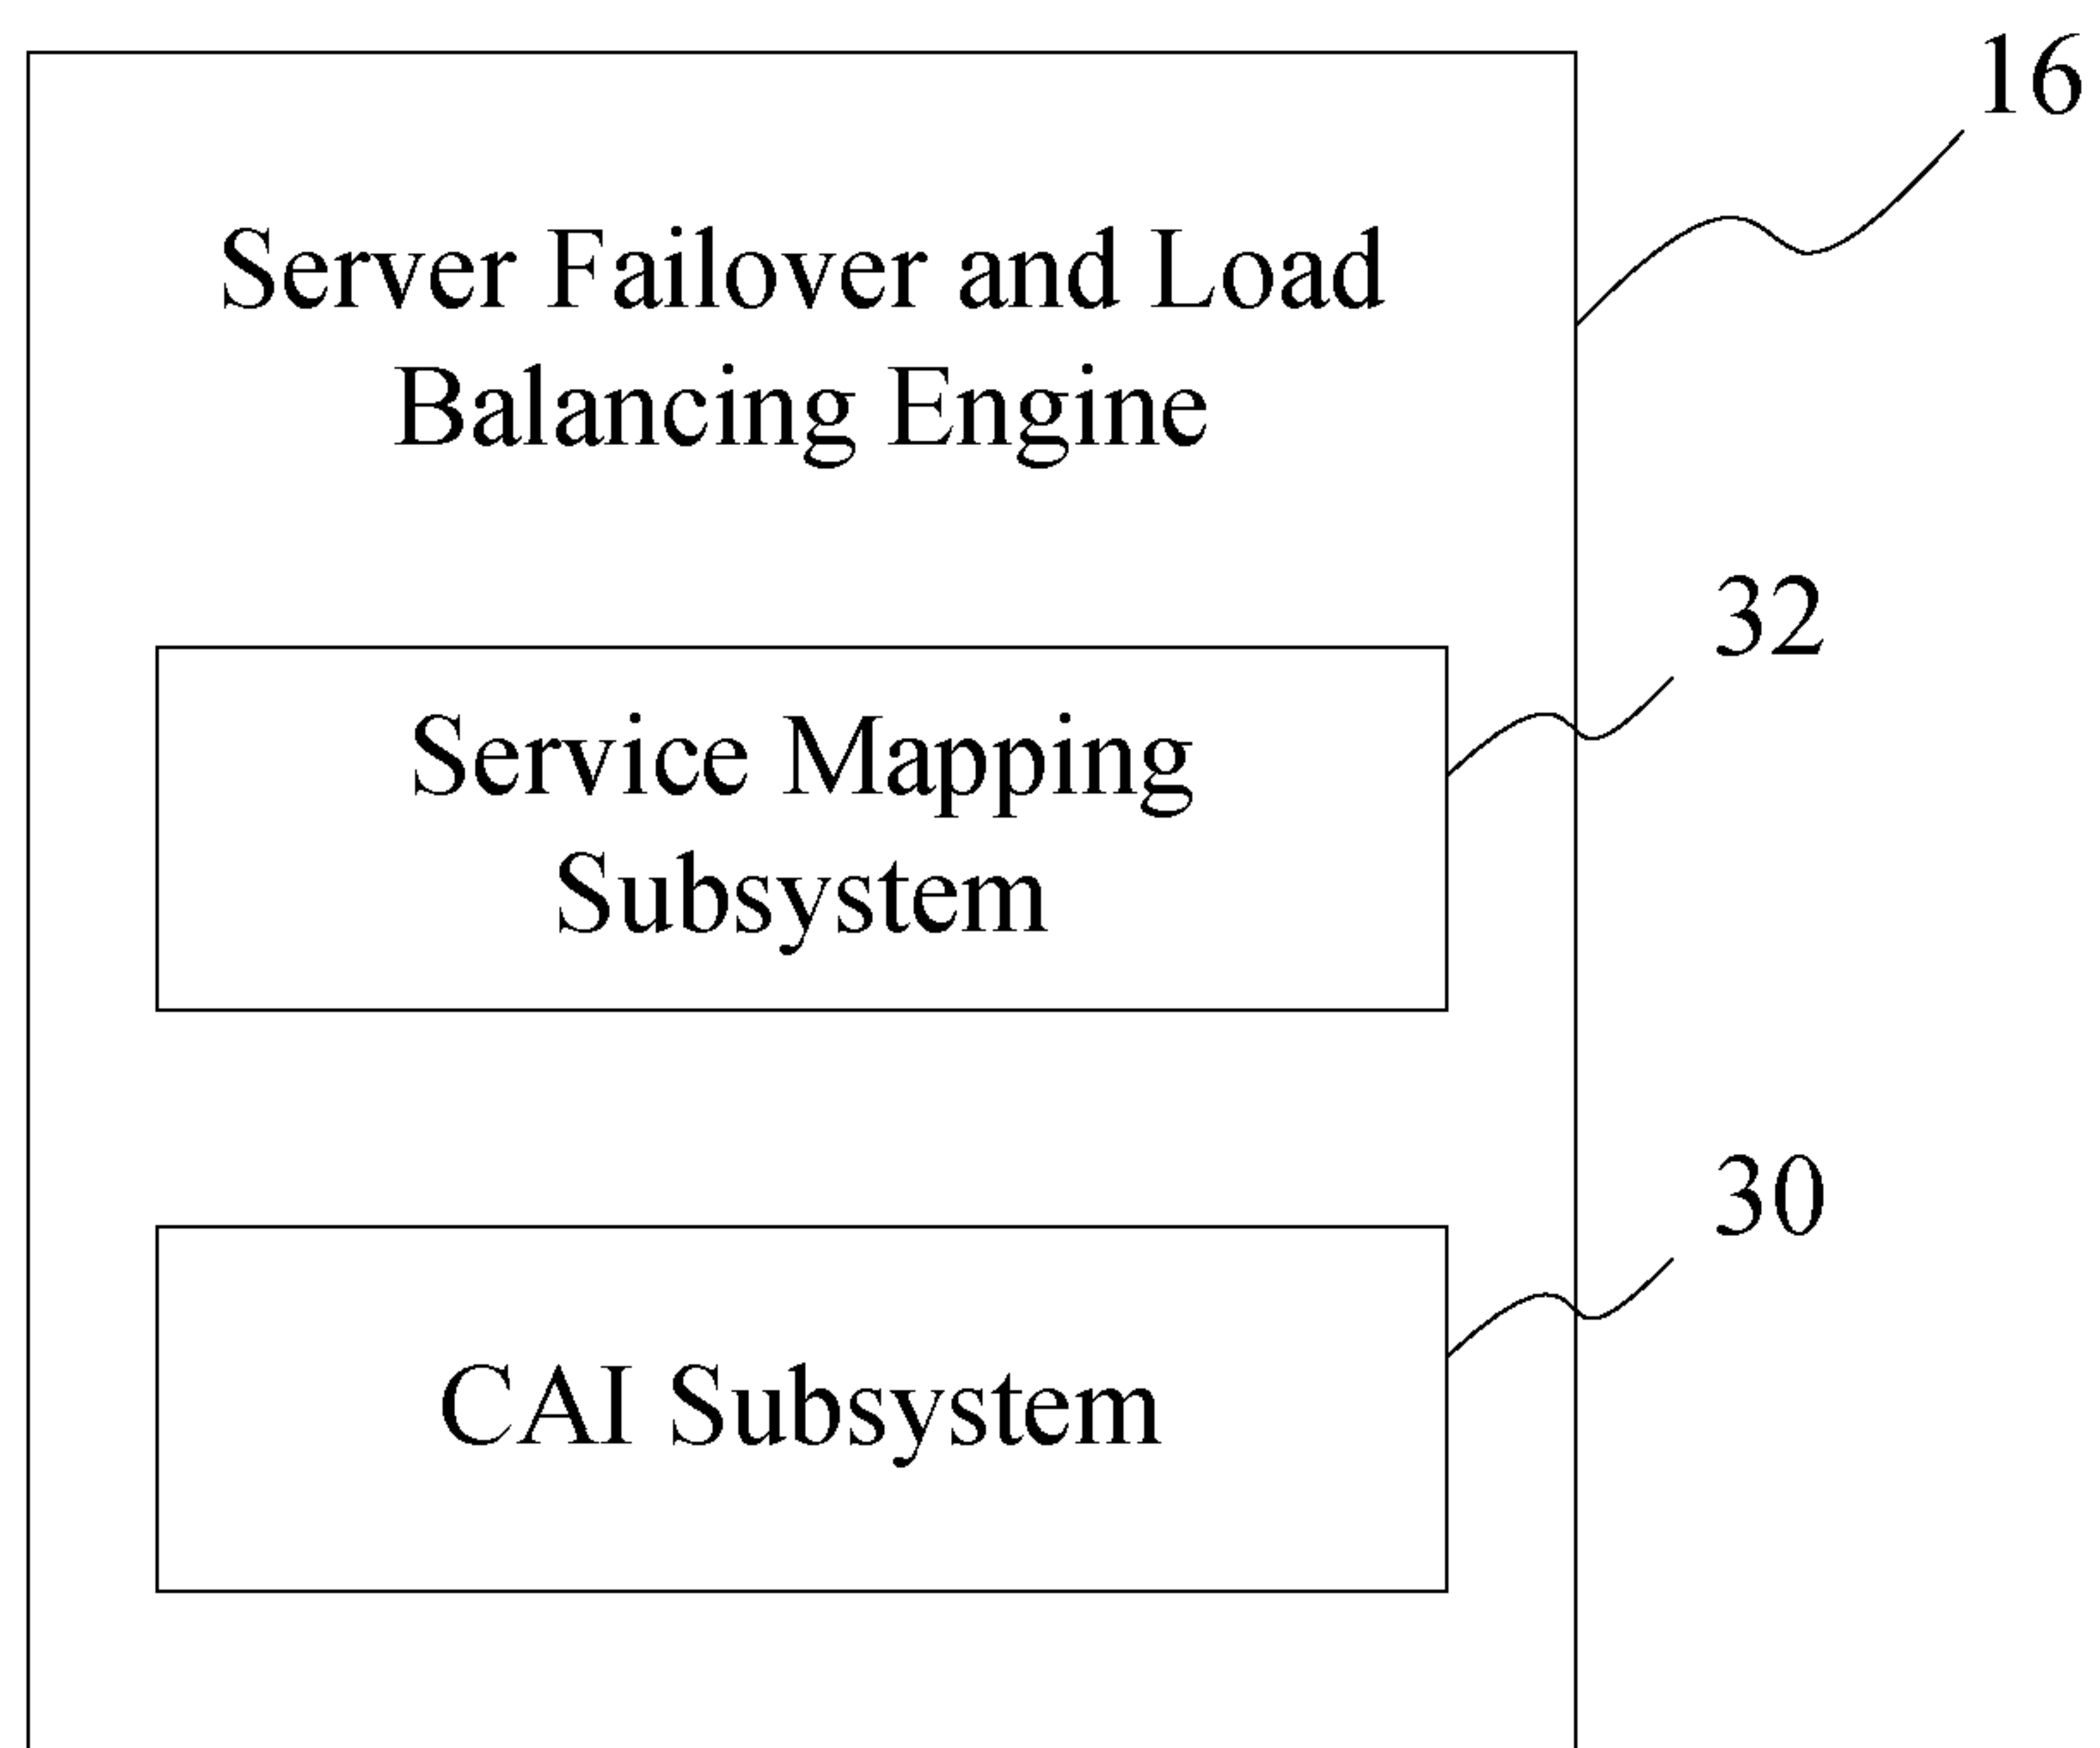 16
Server Failover and Load
Balancing Engine
32
Service Mapping
Subsystem
30
CAI Subsystem